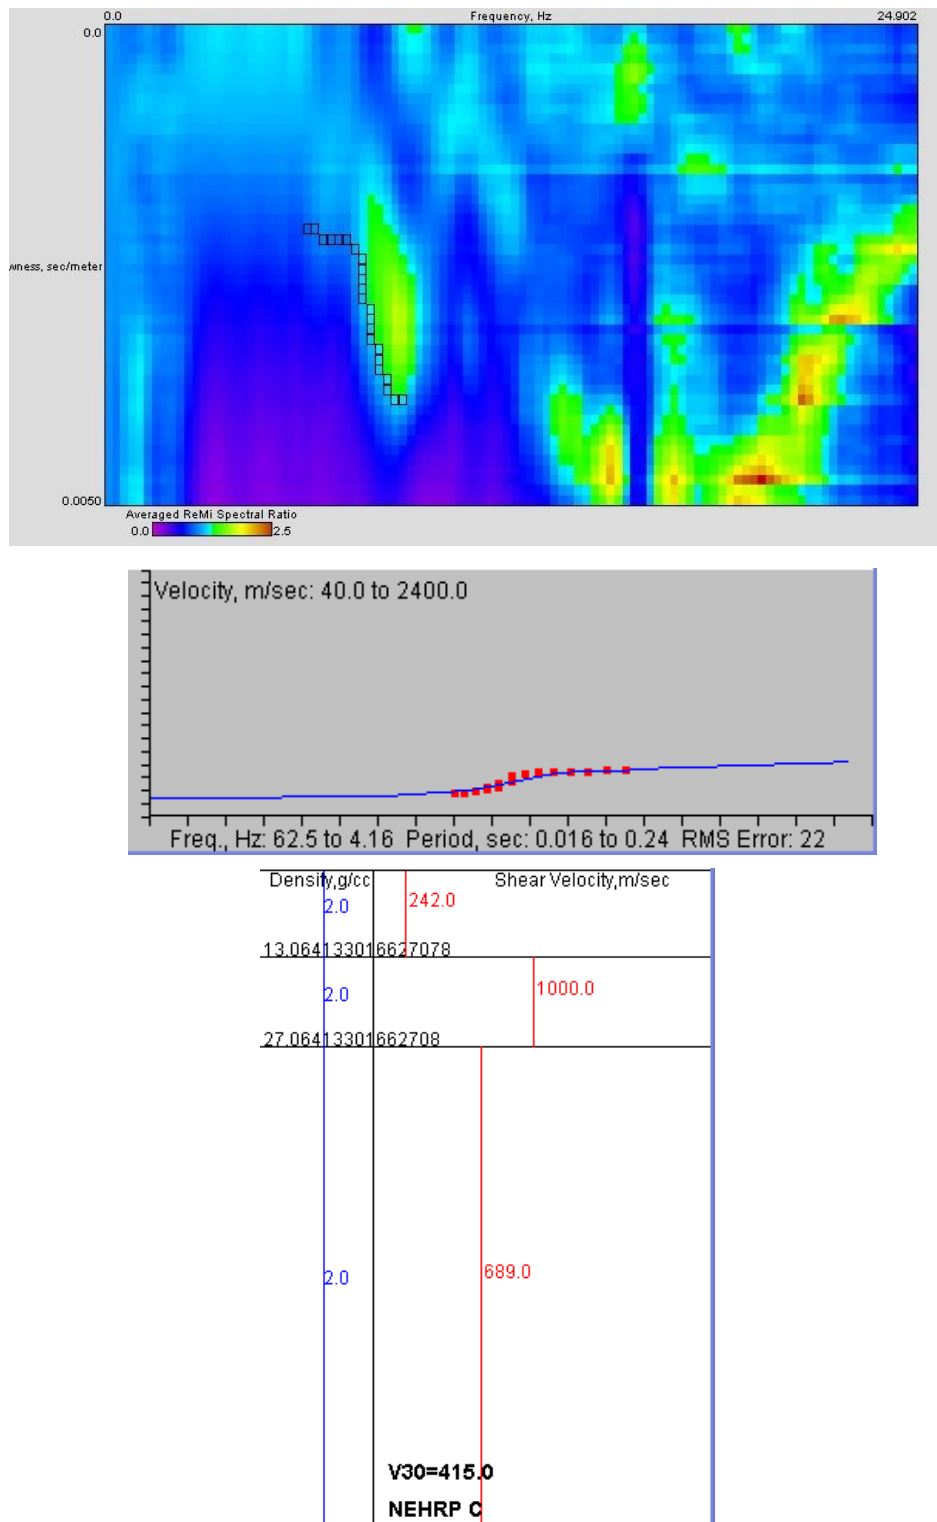 0.0 Frequency, Hz 24.902
0.0
wness, sec/meter
0.0050
Averaged ReMi Spectral Ratio
0.0 2.5
Velocity, m/sec: 40.0 to 2400.0
Freq., Hz: 62.5 to 4.16 Period, sec: 0.016 to 0.24 RMS Error: 22
Density,g/cc Shear Velocity,m/sec
2.0 242.0
13.064133016627078
2.0 1000.0
27.06413301662708
2.0 689.0
V30=415.0
NEHRP C